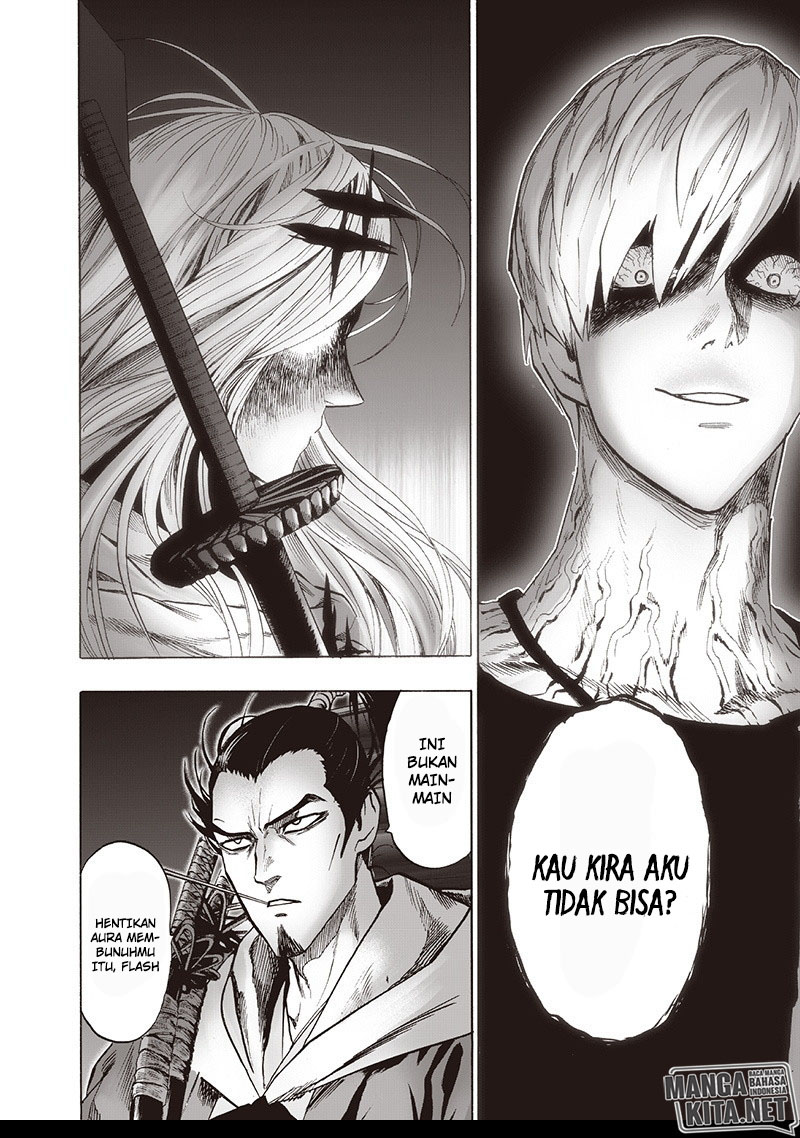 KAU KIRA AKU
TIDAK BISA?
INI
BUKAN
MAIN-
MAIN
HENTIKAN
AURA MEM-
BUNUHMU
ITU, FLASH
MANGA
BACA MANGA
BAHASA
INDONESIA
KITA.NET